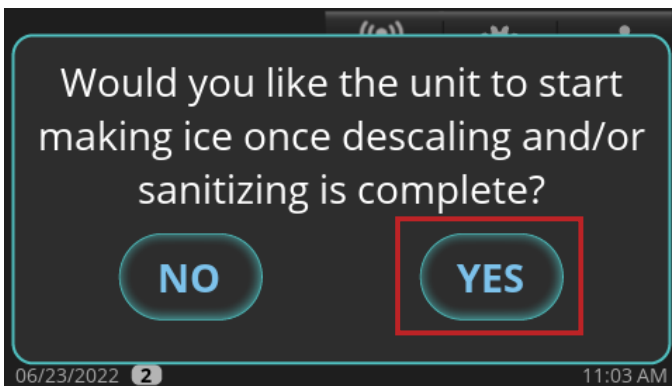 Would you like the unit to start
making ice once descaling and/or
sanitizing is complete?
NO YES
06/23/2022 2 11:03 AM